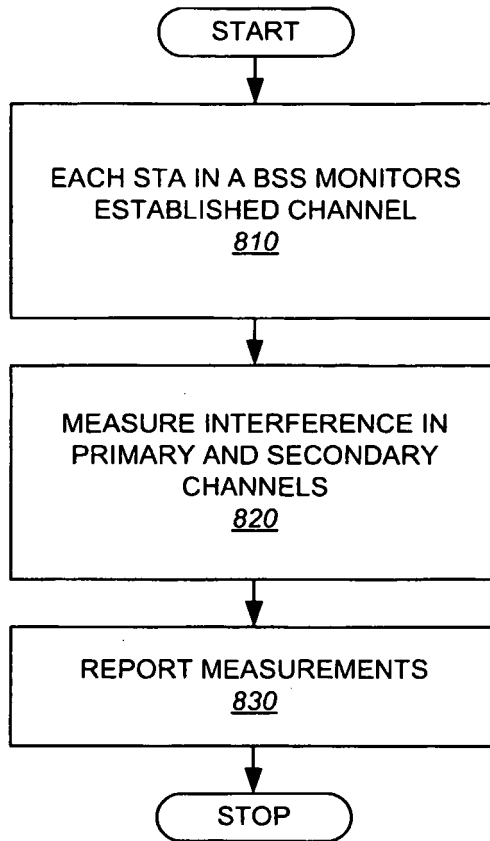 START
EACH STA IN A BSS MONITORS
ESTABLISHED CHANNEL
810
MEASURE INTERFERENCE IN
PRIMARY AND SECONDARY
CHANNELS
820
REPORT MEASUREMENTS
830
STOP